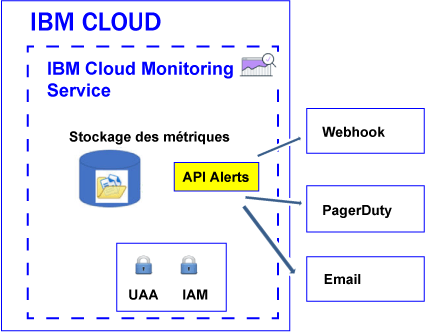 IBM CLOUD
IBM Cloud Monitoring
Service
Stockage des métriques
API Alerts
Webhook
PagerDuty
Email
UAA IAM